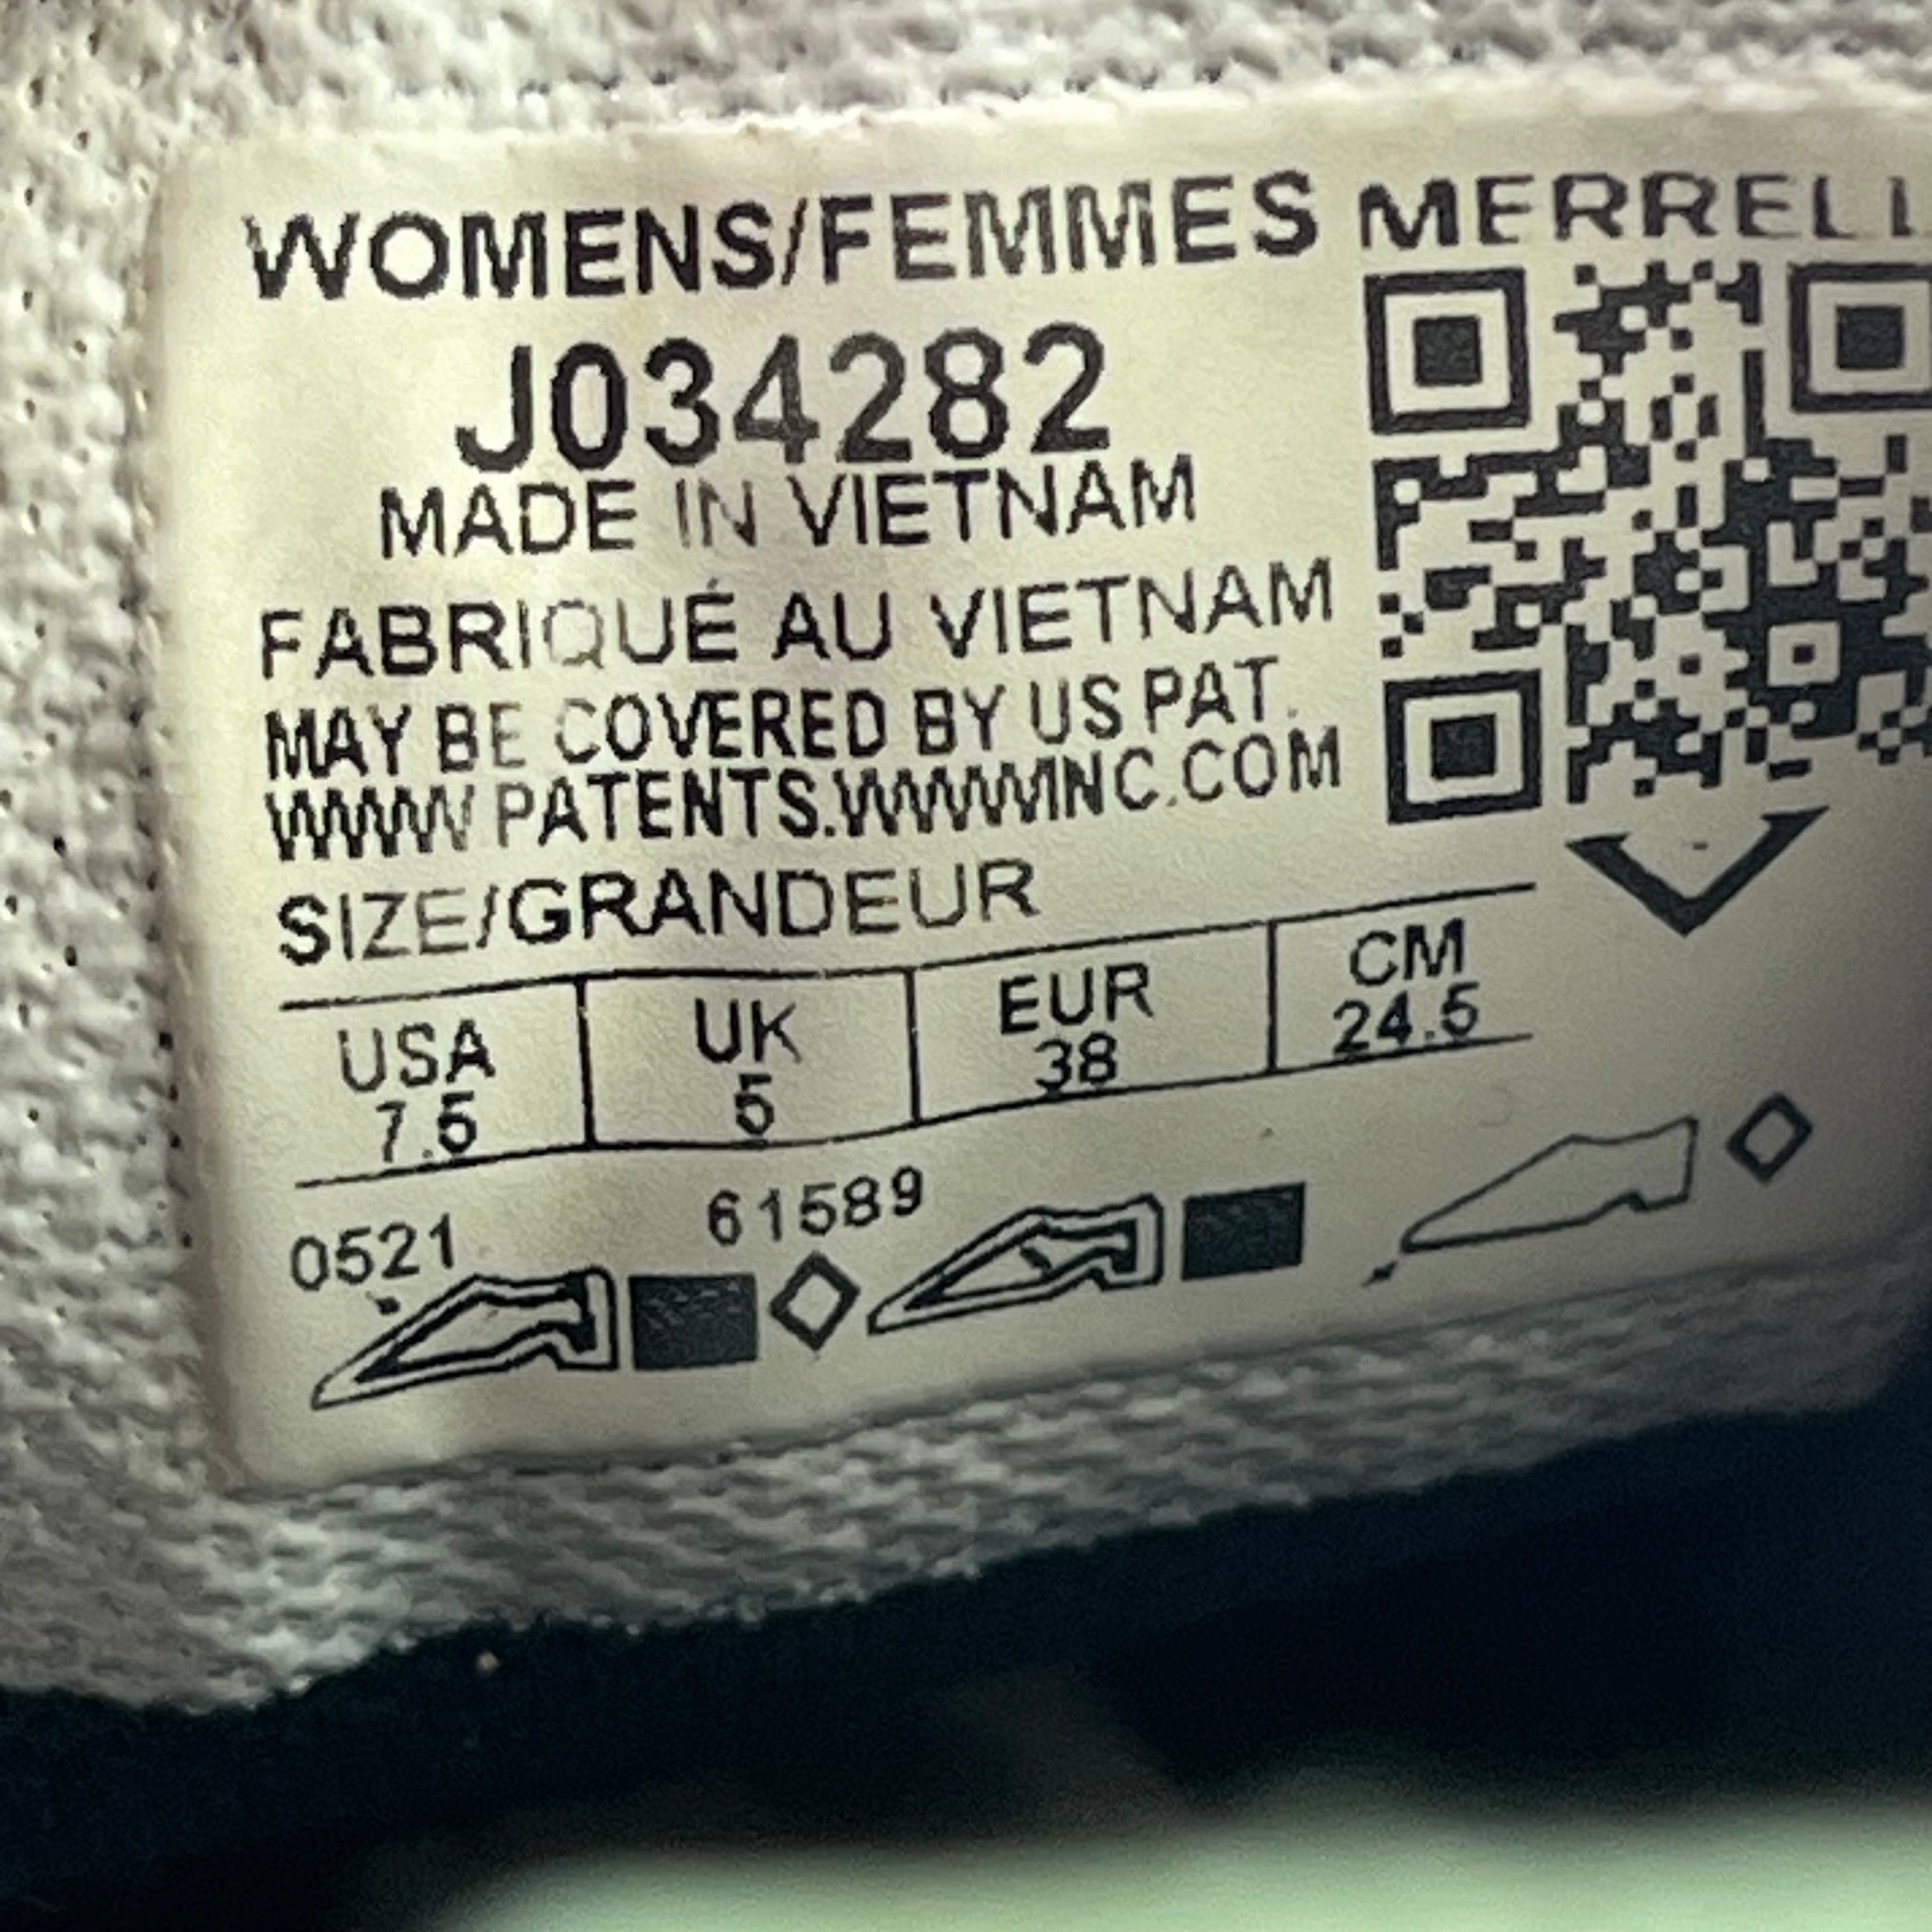 WOMENS/FEMMES MERRELL
J034282
MADE IN VIETNAM
FABRIQUÉ AU VIETNAM
MAY BE COVERED BY US PAT.
WWW.PATENTS.WWWINC.COM
SIZE/GRANDEUR
USA UK EUR CM
7.5 5 38 24.5
0521 61589